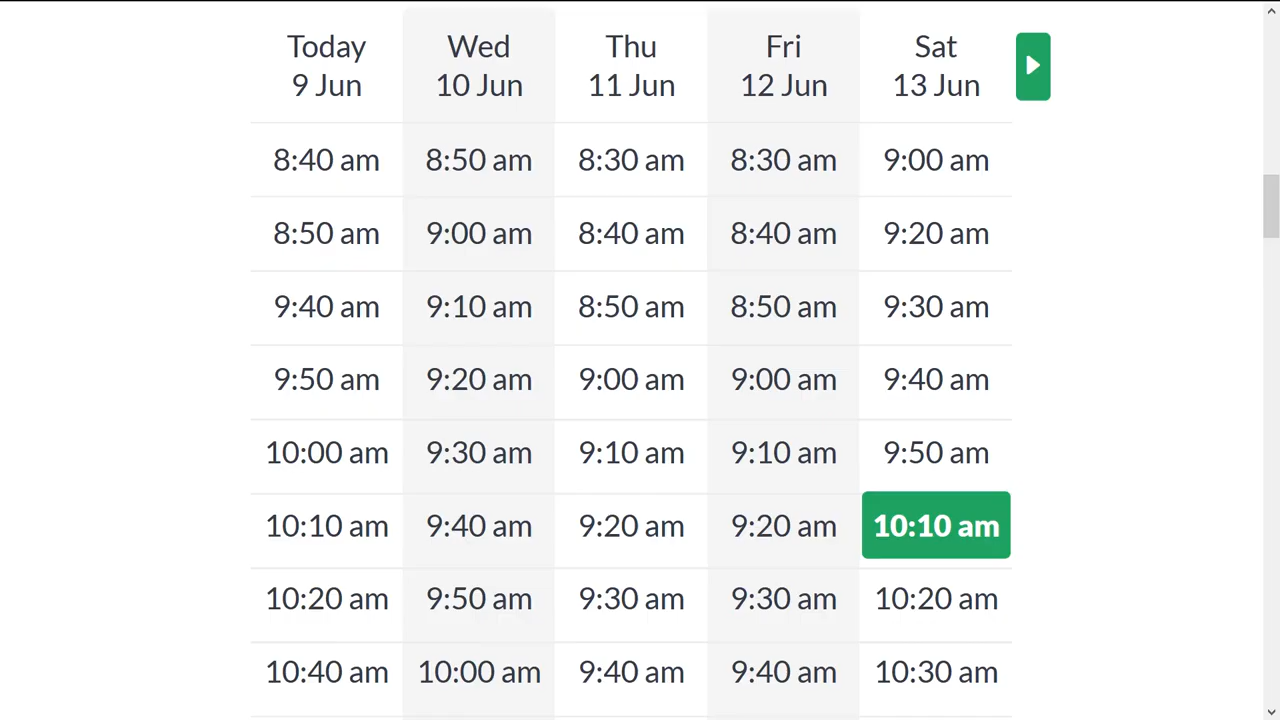 Today Wed Thu Fri Sat
9 Jun 10 Jun 11 Jun 12 Jun 13 Jun
8:40 am 8:50 am 8:30 am 8:30 am 9:00 am
8:50 am 9:00 am 8:40 am 8:40 am 9:20 am
9:40 am 9:10 am 8:50 am 8:50 am 9:30 am
9:50 am 9:20 am 9:00 am 9:00 am 9:40 am
10:00 am 9:30 am 9:10 am 9:10 am 9:50 am
10:10 am 9:40 am 9:20 am 9:20 am 10:10 am
10:20 am 9:50 am 9:30 am 9:30 am 10:20 am
10:40 am 10:00 am 9:40 am 9:40 am 10:30 am